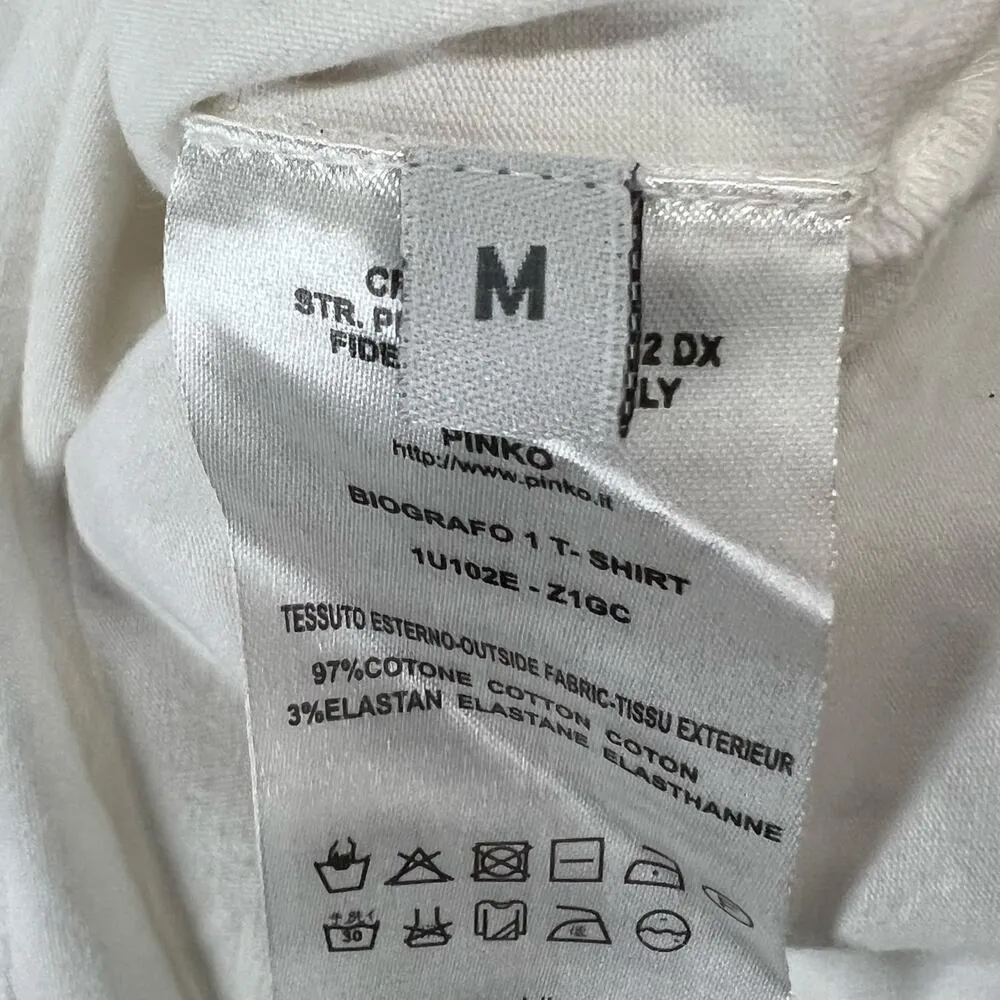 M
STR.
2 DX
LY
PINKO
http://www.pinko.it
BIOGRAFO 1 T- SHIRT
1U102E - Z1GC
TESSUTO ESTERNO-OUTSIDE FABRIC-TISSU EXTERIEUR
97%COTONE COTTON COTON
3%ELASTAN ELASTANE ELASTHANNE
30